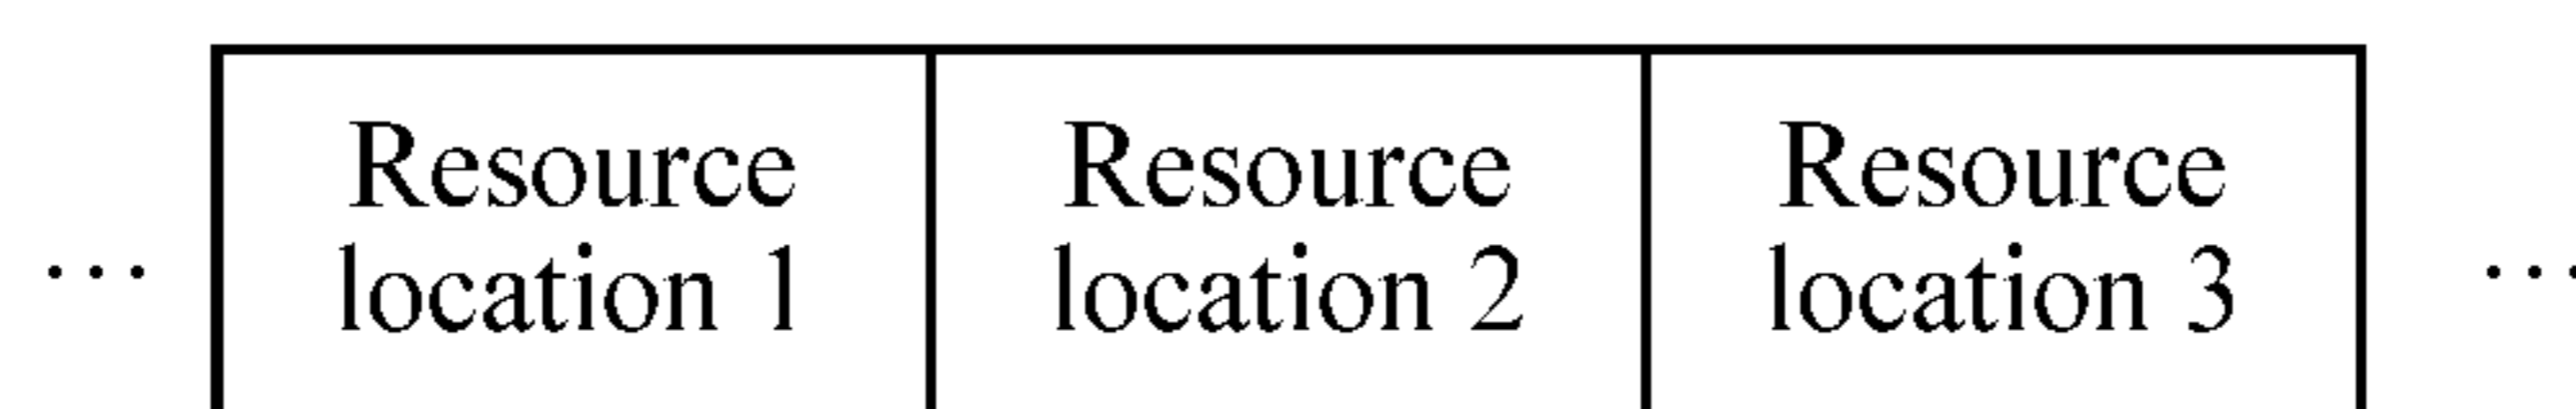 Resource Resource Resource
… location 1 location 2 location 3 …